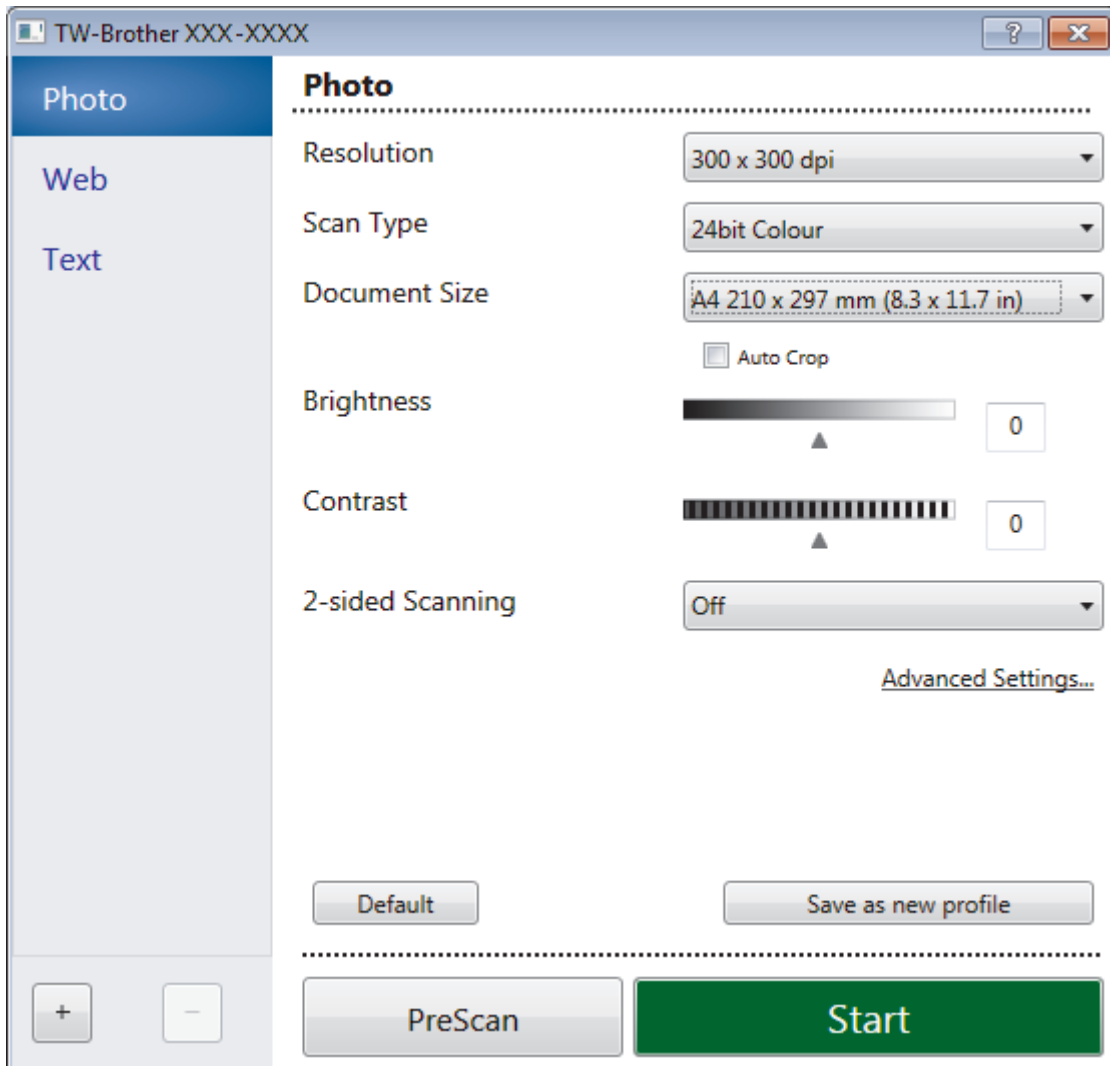 TW-Brother XXX-XXXX
Photo
Web
Text
Photo
Resolution
300 x 300 dpi
Scan Type
24bit Colour
Document Size
A4 210 x 297 mm (8.3 x 11.7 in)
Auto Crop
Brightness
0
Contrast
0
2-sided Scanning
Off
Advanced Settings...
Default
Save as new profile
+
−
PreScan
Start